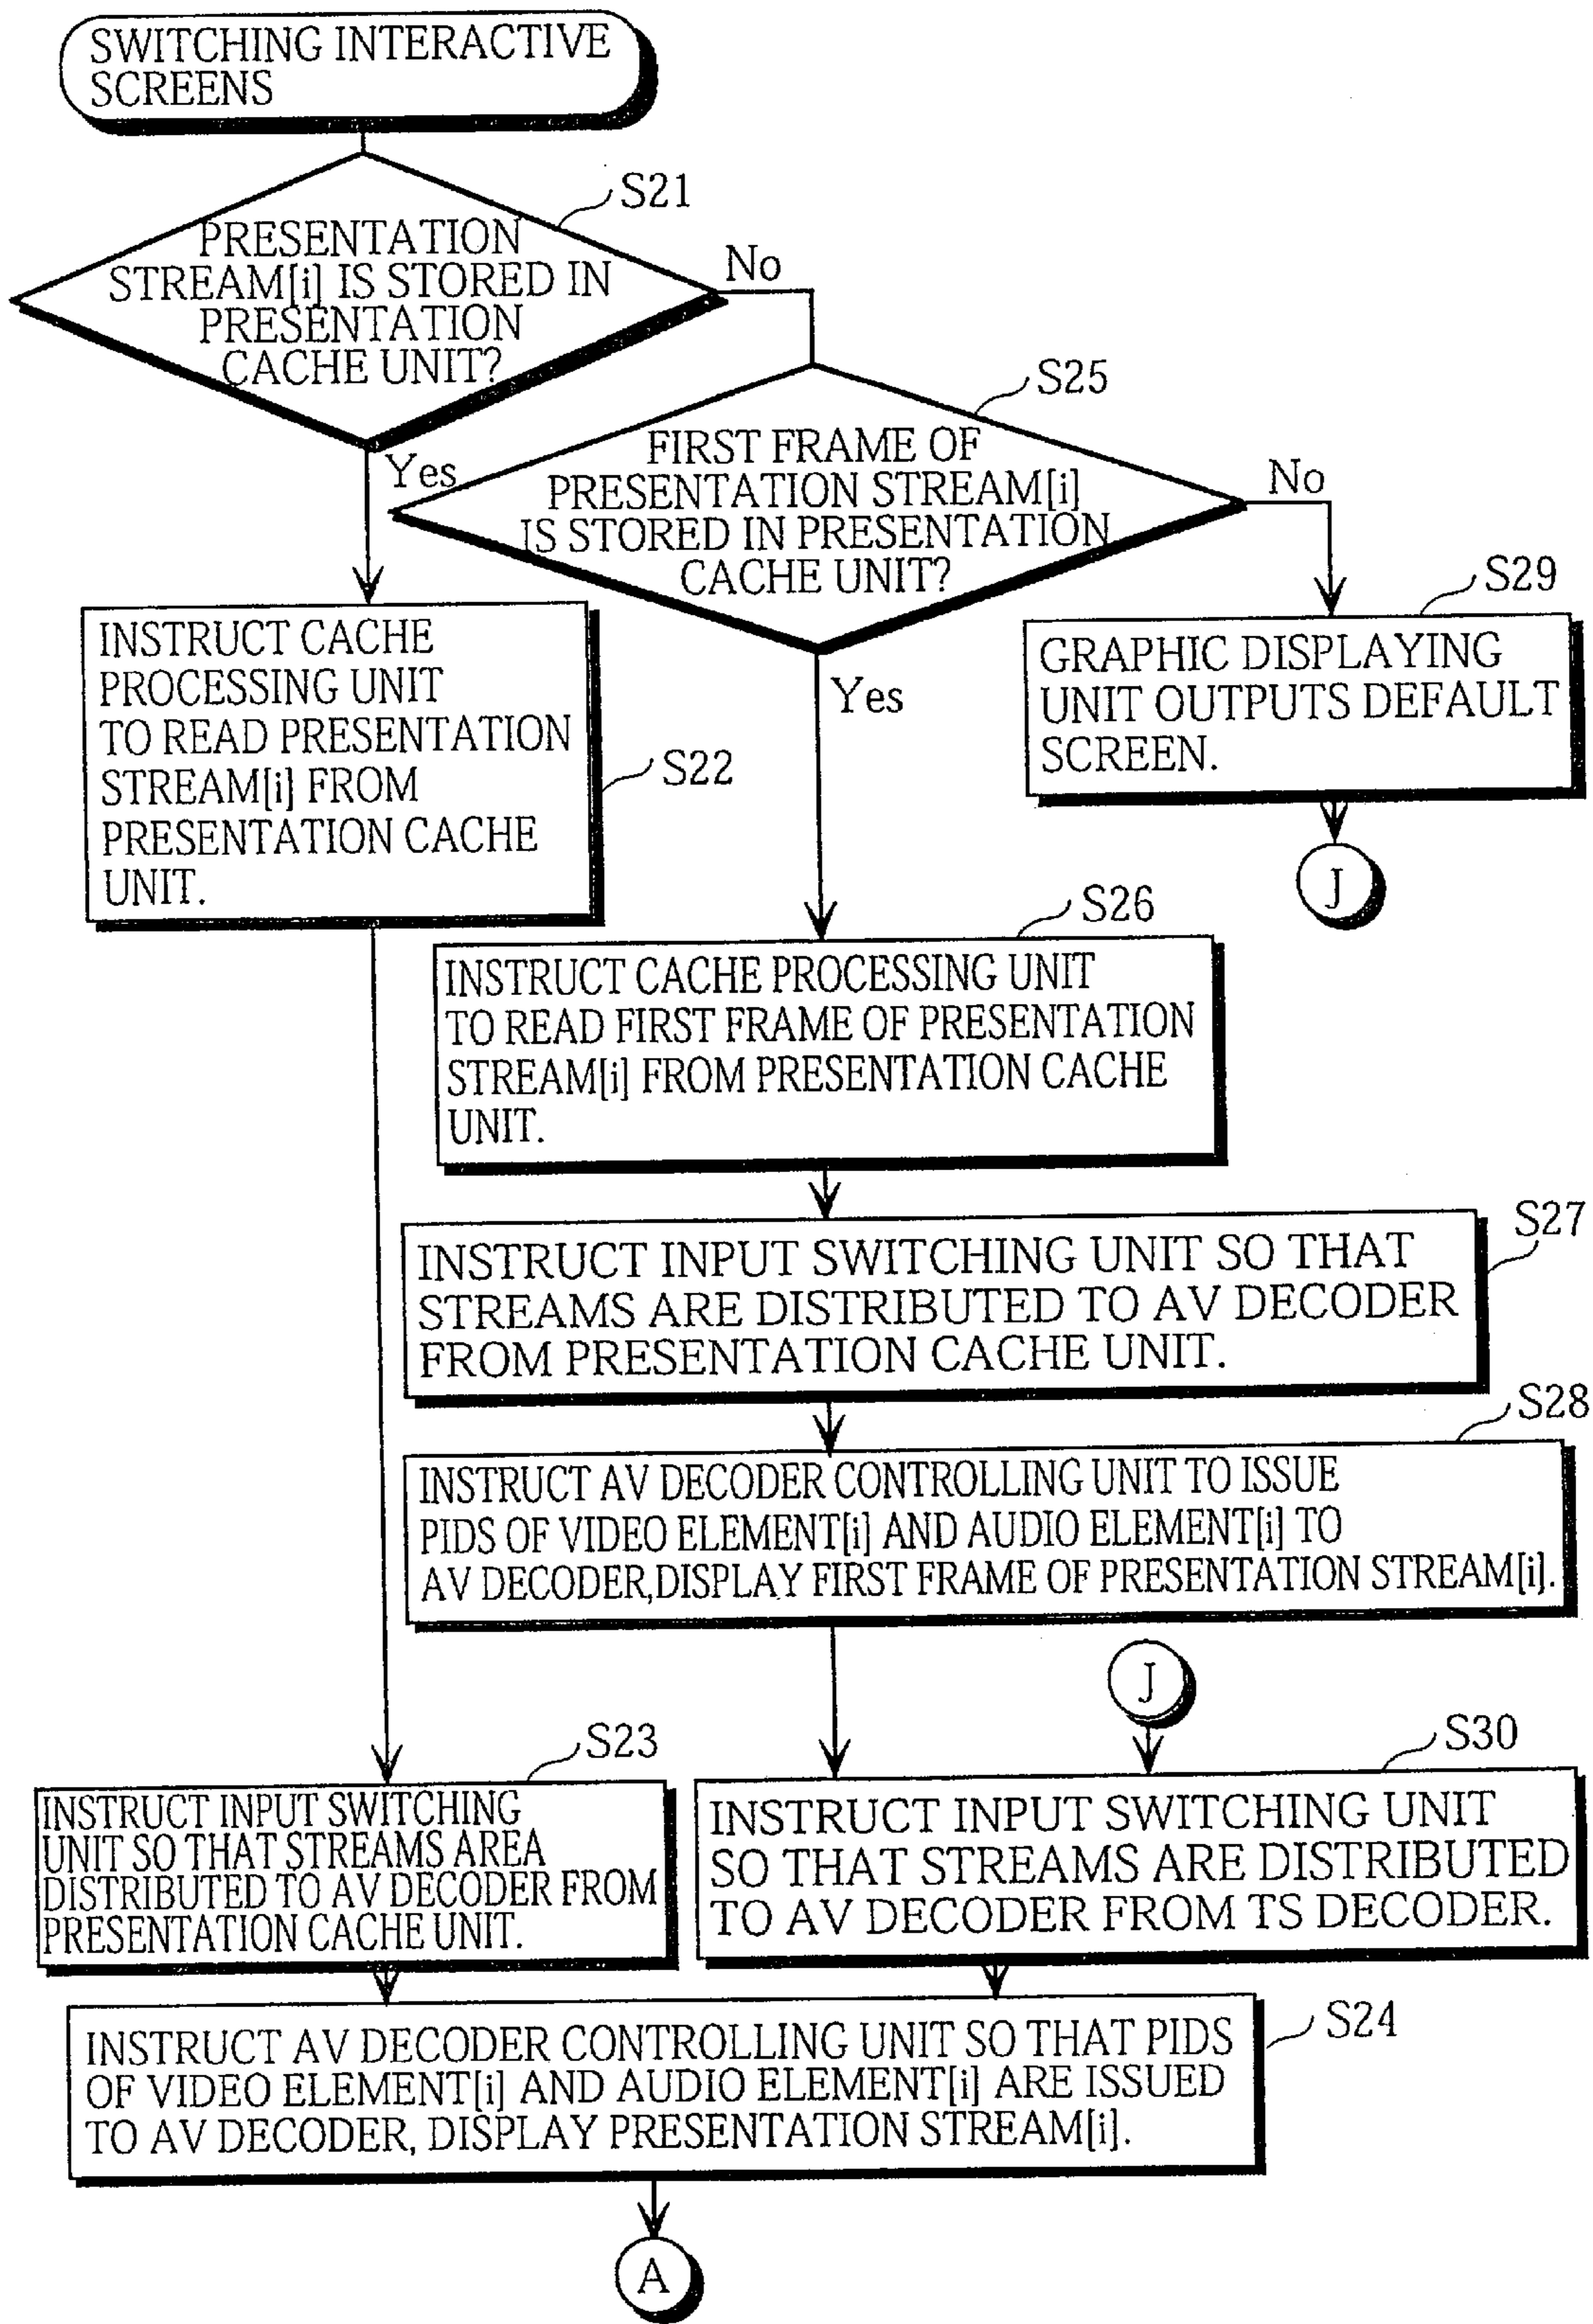 SWITCHING INTERACTIVE
SCREENS
S21
PRESENTATION
STREAM[i] IS STORED IN
PRESENTATION
CACHE UNIT?
No
Yes
S25
FIRST FRAME OF
PRESENTATION STREAM[i]
IS STORED IN PRESENTATION
CACHE UNIT?
No
Yes
S29
GRAPHIC DISPLAYING
UNIT OUTPUTS DEFAULT
SCREEN.
J
INSTRUCT CACHE
PROCESSING UNIT
TO READ PRESENTATION
STREAM[i] FROM
PRESENTATION CACHE
UNIT.
S22
S26
INSTRUCT CACHE PROCESSING UNIT
TO READ FIRST FRAME OF PRESENTATION
STREAM[i] FROM PRESENTATION CACHE
UNIT.
S27
INSTRUCT INPUT SWITCHING UNIT SO THAT
STREAMS ARE DISTRIBUTED TO AV DECODER
FROM PRESENTATION CACHE UNIT.
S28
INSTRUCT AV DECODER CONTROLLING UNIT TO ISSUE
PIDS OF VIDEO ELEMENT[i] AND AUDIO ELEMENT[i] TO
AV DECODER,DISPLAY FIRST FRAME OF PRESENTATION STREAM[i].
J
S23
INSTRUCT INPUT SWITCHING
UNIT SO THAT STREAMS AREA
DISTRIBUTED TO AV DECODER FROM
PRESENTATION CACHE UNIT.
S30
INSTRUCT INPUT SWITCHING UNIT
SO THAT STREAMS ARE DISTRIBUTED
TO AV DECODER FROM TS DECODER.
S24
INSTRUCT AV DECODER CONTROLLING UNIT SO THAT PIDS
OF VIDEO ELEMENT[i] AND AUDIO ELEMENT[i] ARE ISSUED
TO AV DECODER, DISPLAY PRESENTATION STREAM[i].
A